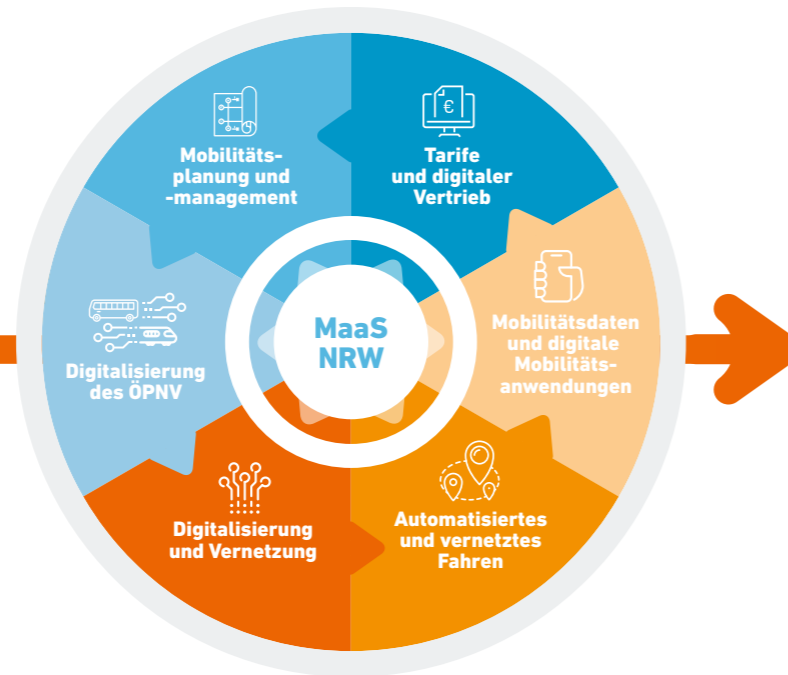 Mobilitäts-
planung und
-management
Tarife
und digitaler
Vertrieb
€
Mobilitätsdaten
und digitale
Mobilitäts-
anwendungen
Automatisiertes
und vernetztes
Fahren
Digitalisierung
und Vernetzung
Digitalisierung
des ÖPNV
MaaS
NRW